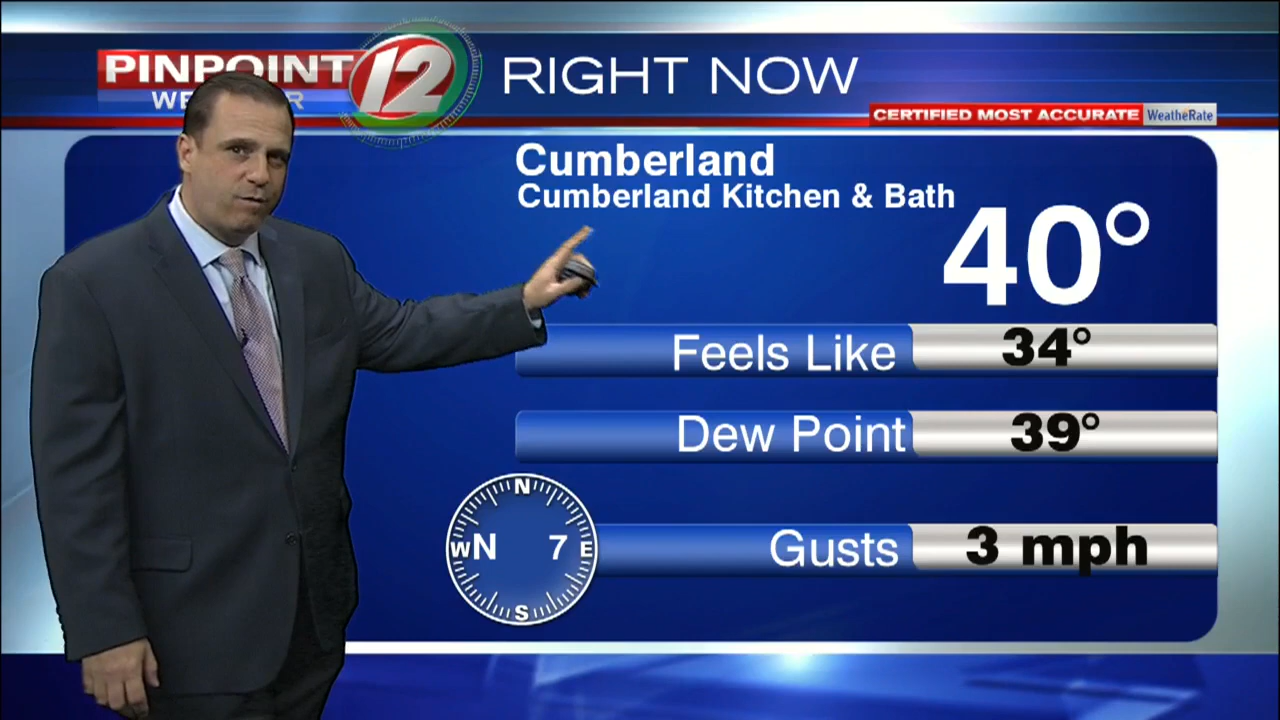 PINPOINT
WE R
12
RIGHT NOW
CERTIFIED MOST ACCURATE WeatheRate
Cumberland
Cumberland Kitchen & Bath
40°
Feels Like 34°
Dew Point 39°
N
W N 7 E
S
Gusts 3 mph